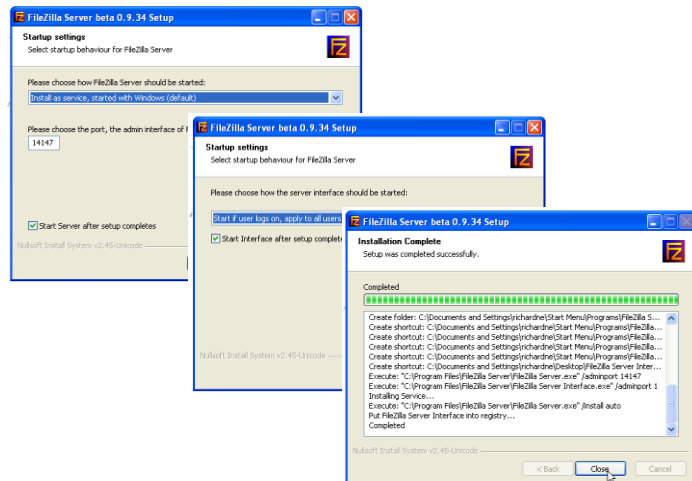 FileZilla Server beta 0.9.34 Setup
Startup settings
Select startup behaviour for FileZilla Server
Please choose how FileZilla Server should be started:
Install as service, started with Windows (default)
Please choose the port, the admin interface of
14147
Start Server after setup completes
Nullsoft Install System v2.45-Unicode
FileZilla Server beta 0.9.34 Setup
Startup settings
Select startup behaviour for FileZilla Server
Please choose how the server interface should be started:
Start if user logs on, apply to all users
Start Interface after setup complete
Nullsoft Install System v2.45-Unicode
FileZilla Server beta 0.9.34 Setup
Installation Complete
Setup was completed successfully.
Completed
Create folder: C:\Documents and Settings\richardne\Start Menu\Programs\FileZilla S...
Create shortcut: C:\Documents and Settings\richardne\Start Menu\Programs\FileZilla...
Create shortcut: C:\Documents and Settings\richardne\Start Menu\Programs\FileZilla...
Create shortcut: C:\Documents and Settings\richardne\Start Menu\Programs\FileZilla...
Create shortcut: C:\Documents and Settings\richardne\Start Menu\Programs\FileZilla...
Create shortcut: C:\Documents and Settings\richardne\Desktop\FileZilla Server Inter...
Execute: "C:\Program Files\FileZilla Server\FileZilla Server.exe" /adminport 14147
Execute: "C:\Program Files\FileZilla Server\FileZilla Server Interface.exe" /adminport 1
Installing Service...
Execute: "C:\Program Files\FileZilla Server\FileZilla Server.exe" /install auto
Put FileZilla Server Interface into registry...
Completed
Nullsoft Install System v2.45-Unicode
< Back
Close
Cancel